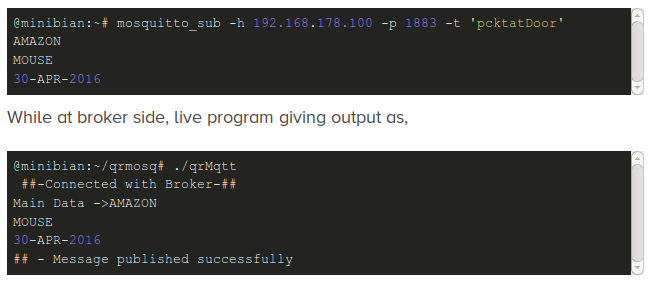 @minibian:~# mosquitto_sub -h 192.168.178.100 -p 1883 -t 'pcktatDoor'
AMAZON
MOUSE
30-APR-2016
While at broker side, live program giving output as,
@minibian:~/qrmosq# ./qrMqtt
##-Connected with Broker-##
Main Data ->AMAZON
MOUSE
30-APR-2016
## - Message published successfully